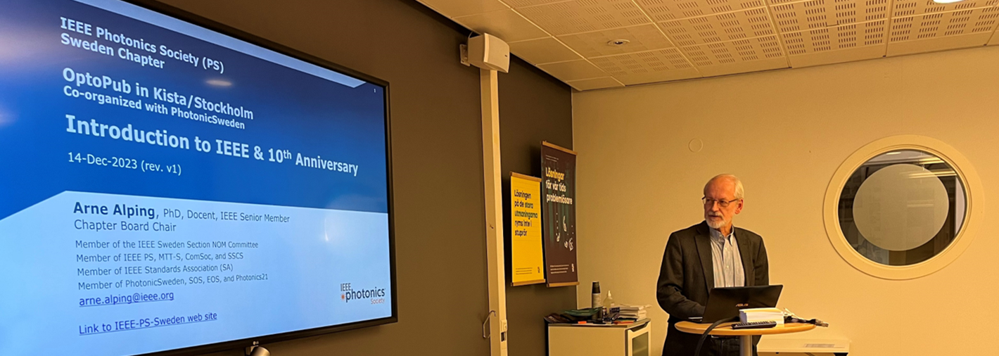 IEEE Photonics Society (PS)
Sweden Chapter
1
OptoPub in Kista/Stockholm
Co-organized with PhotonicSweden
Introduction to IEEE & 10th Anniversary
14-Dec-2023 (rev. v1)
Arne Alping, PhD, Docent, IEEE Senior Member
Chapter Board Chair
Member of the IEEE Sweden Section NOM Committee
Member of IEEE PS, MTT-S, ComSoc, and SSCS
Member of IEEE Standards Association (SA)
Member of PhotonicSweden, SOS, EOS, and Photonics21
arne.alping@ieee.org
Link to IEEE-PS-Sweden web site
IEEE
photonics
Society
LG
Lösningen
på de stora
utmaningarna
ryms inte i
stuprör
Lösningar
för vår tids
problemlösare
ASUS